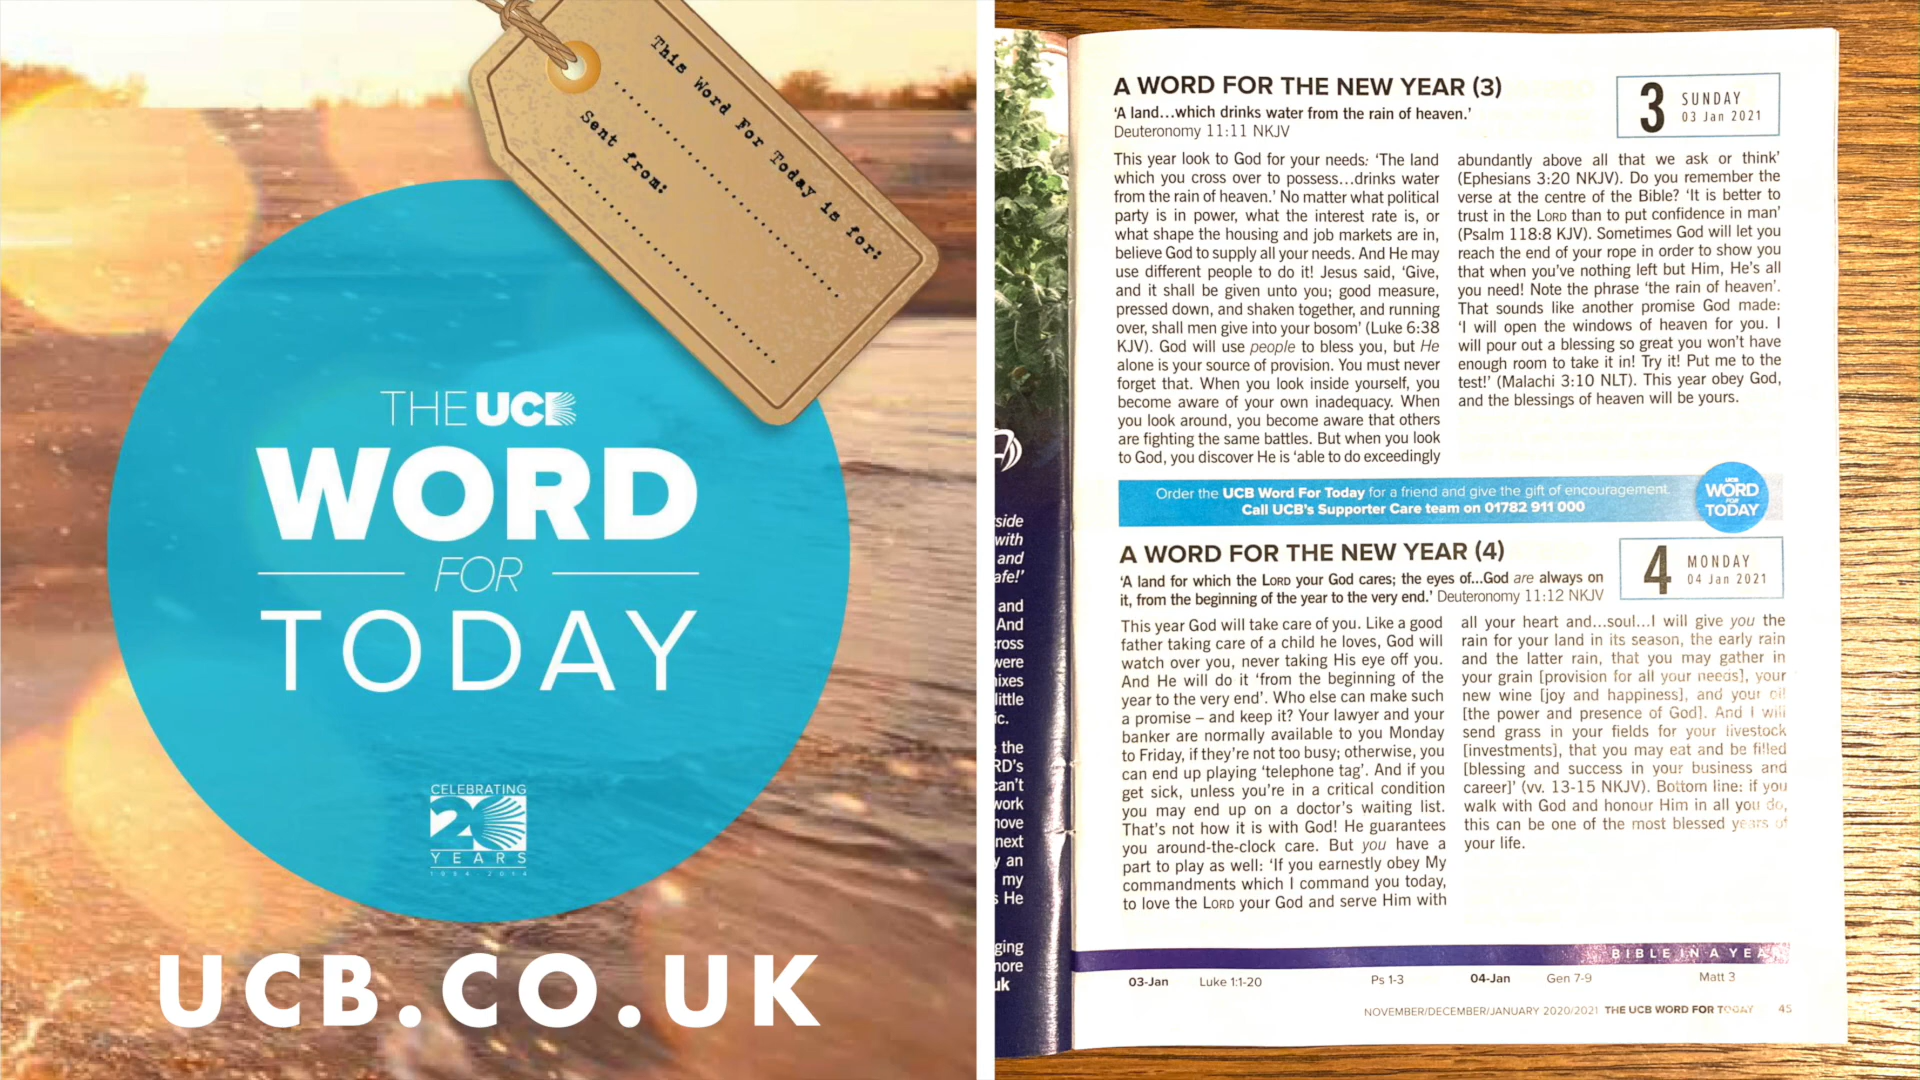 This Word For Today is for:
Sent from:
THE UCB
WORD
FOR
TODAY
CELEBRATING
20
YEARS
1994-2014
UCB.CO.UK
side
with
and
afe!'
and
And
ross
were
ixes
little
ic.
the
RD's
can't
work
nove
next
y an
my
s He
ging
nore
uk
A WORD FOR THE NEW YEAR (3)
'A land...which drinks water from the rain of heaven.'
Deuteronomy 11:11 NKJV
3 SUNDAY
03 Jan 2021
This year look to God for your needs: 'The land
which you cross over to possess...drinks water
from the rain of heaven.' No matter what political
party is in power, what the interest rate is, or
what shape the housing and job markets are in,
believe God to supply all your needs. And He may
use different people to do it! Jesus said, 'Give,
and it shall be given unto you; good measure,
pressed down, and shaken together, and running
over, shall men give into your bosom' (Luke 6:38
KJV). God will use people to bless you, but He
alone is your source of provision. You must never
forget that. When you look inside yourself, you
become aware of your own inadequacy. When
you look around, you become aware that others
are fighting the same battles. But when you look
to God, you discover He is 'able to do exceedingly
abundantly above all that we ask or think'
(Ephesians 3:20 NKJV). Do you remember the
verse at the centre of the Bible? 'It is better to
trust in the LORD than to put confidence in man'
(Psalm 118:8 KJV). Sometimes God will let you
reach the end of your rope in order to show you
that when you've nothing left but Him, He's all
you need! Note the phrase 'the rain of heaven'.
That sounds like another promise God made:
'I will open the windows of heaven for you. I
will pour out a blessing so great you won't have
enough room to take it in! Try it! Put me to the
test!' (Malachi 3:10 NLT). This year obey God,
and the blessings of heaven will be yours.
Order the UCB Word For Today for a friend and give the gift of encouragement.
Call UCB's Supporter Care team on 01782 911 000
UCB
WORD
FOR
TODAY
A WORD FOR THE NEW YEAR (4)
'A land for which the LORD your God cares; the eyes of...God are always on
it, from the beginning of the year to the very end.' Deuteronomy 11:12 NKJV
4 MONDAY
04 Jan 2021
This year God will take care of you. Like a good
father taking care of a child he loves, God will
watch over you, never taking His eye off you.
And He will do it 'from the beginning of the
year to the very end'. Who else can make such
a promise – and keep it? Your lawyer and your
banker are normally available to you Monday
to Friday, if they're not too busy; otherwise, you
can end up playing 'telephone tag'. And if you
get sick, unless you're in a critical condition
you may end up on a doctor's waiting list.
That's not how it is with God! He guarantees
you around-the-clock care. But you have a
part to play as well: 'If you earnestly obey My
commandments which I command you today,
to love the LORD your God and serve Him with
all your heart and...soul...I will give you the
rain for your land in its season, the early rain
and the latter rain, that you may gather in
your grain [provision for all your needs], your
new wine [joy and happiness], and your oil
[the power and presence of God]. And I will
send grass in your fields for your livestock
[investments], that you may eat and be filled
[blessing and success in your business and
career]' (vv. 13-15 NKJV). Bottom line: if you
walk with God and honour Him in all you do,
this can be one of the most blessed years of
your life.
BIBLE IN A YEAR
03-Jan Luke 1:1-20 Ps 1-3 04-Jan Gen 7-9 Matt 3
NOVEMBER/DECEMBER/JANUARY 2020/2021 THE UCB WORD FOR TODAY 45